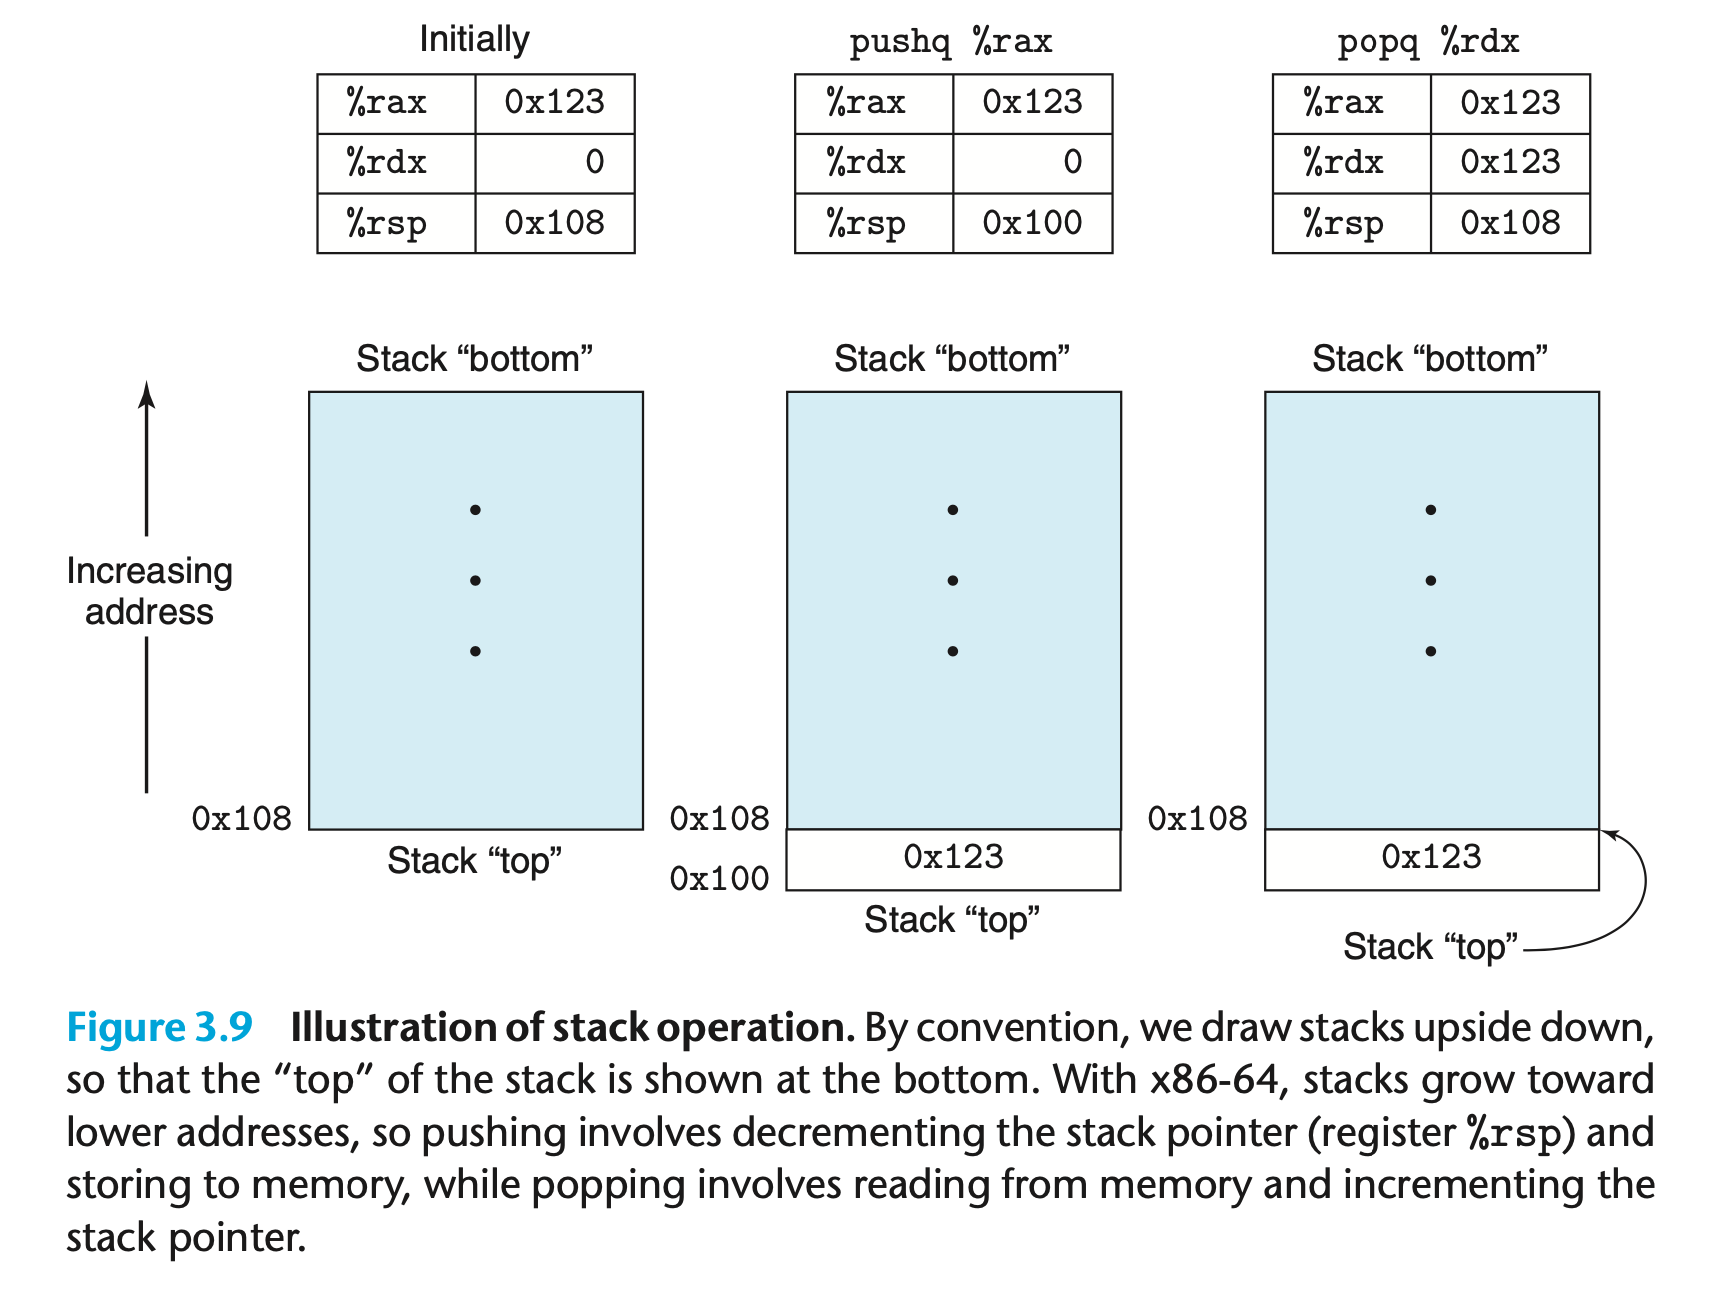 Initially
%rax 0x123
%rdx 0
%rsp 0x108
pushq %rax
%rax 0x123
%rdx 0
%rsp 0x100
popq %rdx
%rax 0x123
%rdx 0x123
%rsp 0x108
Increasing
address
Stack “bottom”
0x108
Stack “top”
Stack “bottom”
0x108
0x123
0x100
Stack “top”
Stack “bottom”
0x108
0x123
Stack “top”
Figure 3.9 Illustration of stack operation. By convention, we draw stacks upside down,
so that the “top” of the stack is shown at the bottom. With x86-64, stacks grow toward
lower addresses, so pushing involves decrementing the stack pointer (register %rsp) and
storing to memory, while popping involves reading from memory and incrementing the
stack pointer.